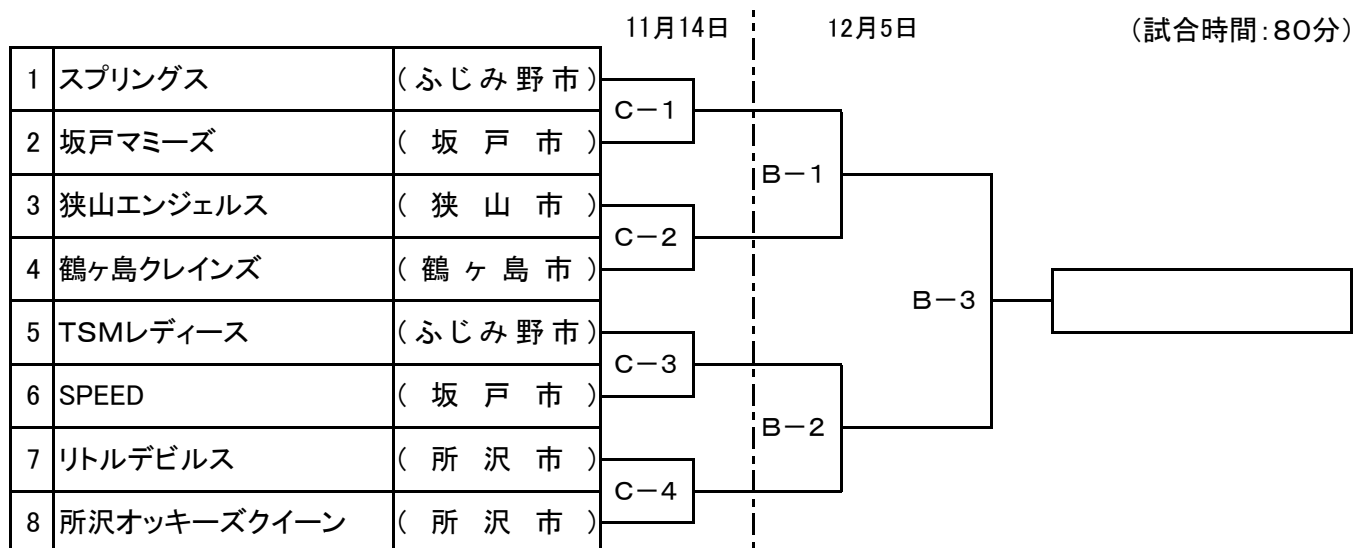 11月14日 12月5日 (試合時間:80分)
1 スプリングス (ふじみ野市)
C-1
2 坂戸マミーズ (坂戸市)
B-1
3 狭山エンジェルス (狭山市)
C-2
4 鶴ヶ島クレインズ (鶴ヶ島市)
B-3
5 TSMレディース (ふじみ野市)
C-3
6 SPEED (坂戸市)
B-2
7 リトルデビルス (所沢市)
C-4
8 所沢オッキーズクイーン (所沢市)